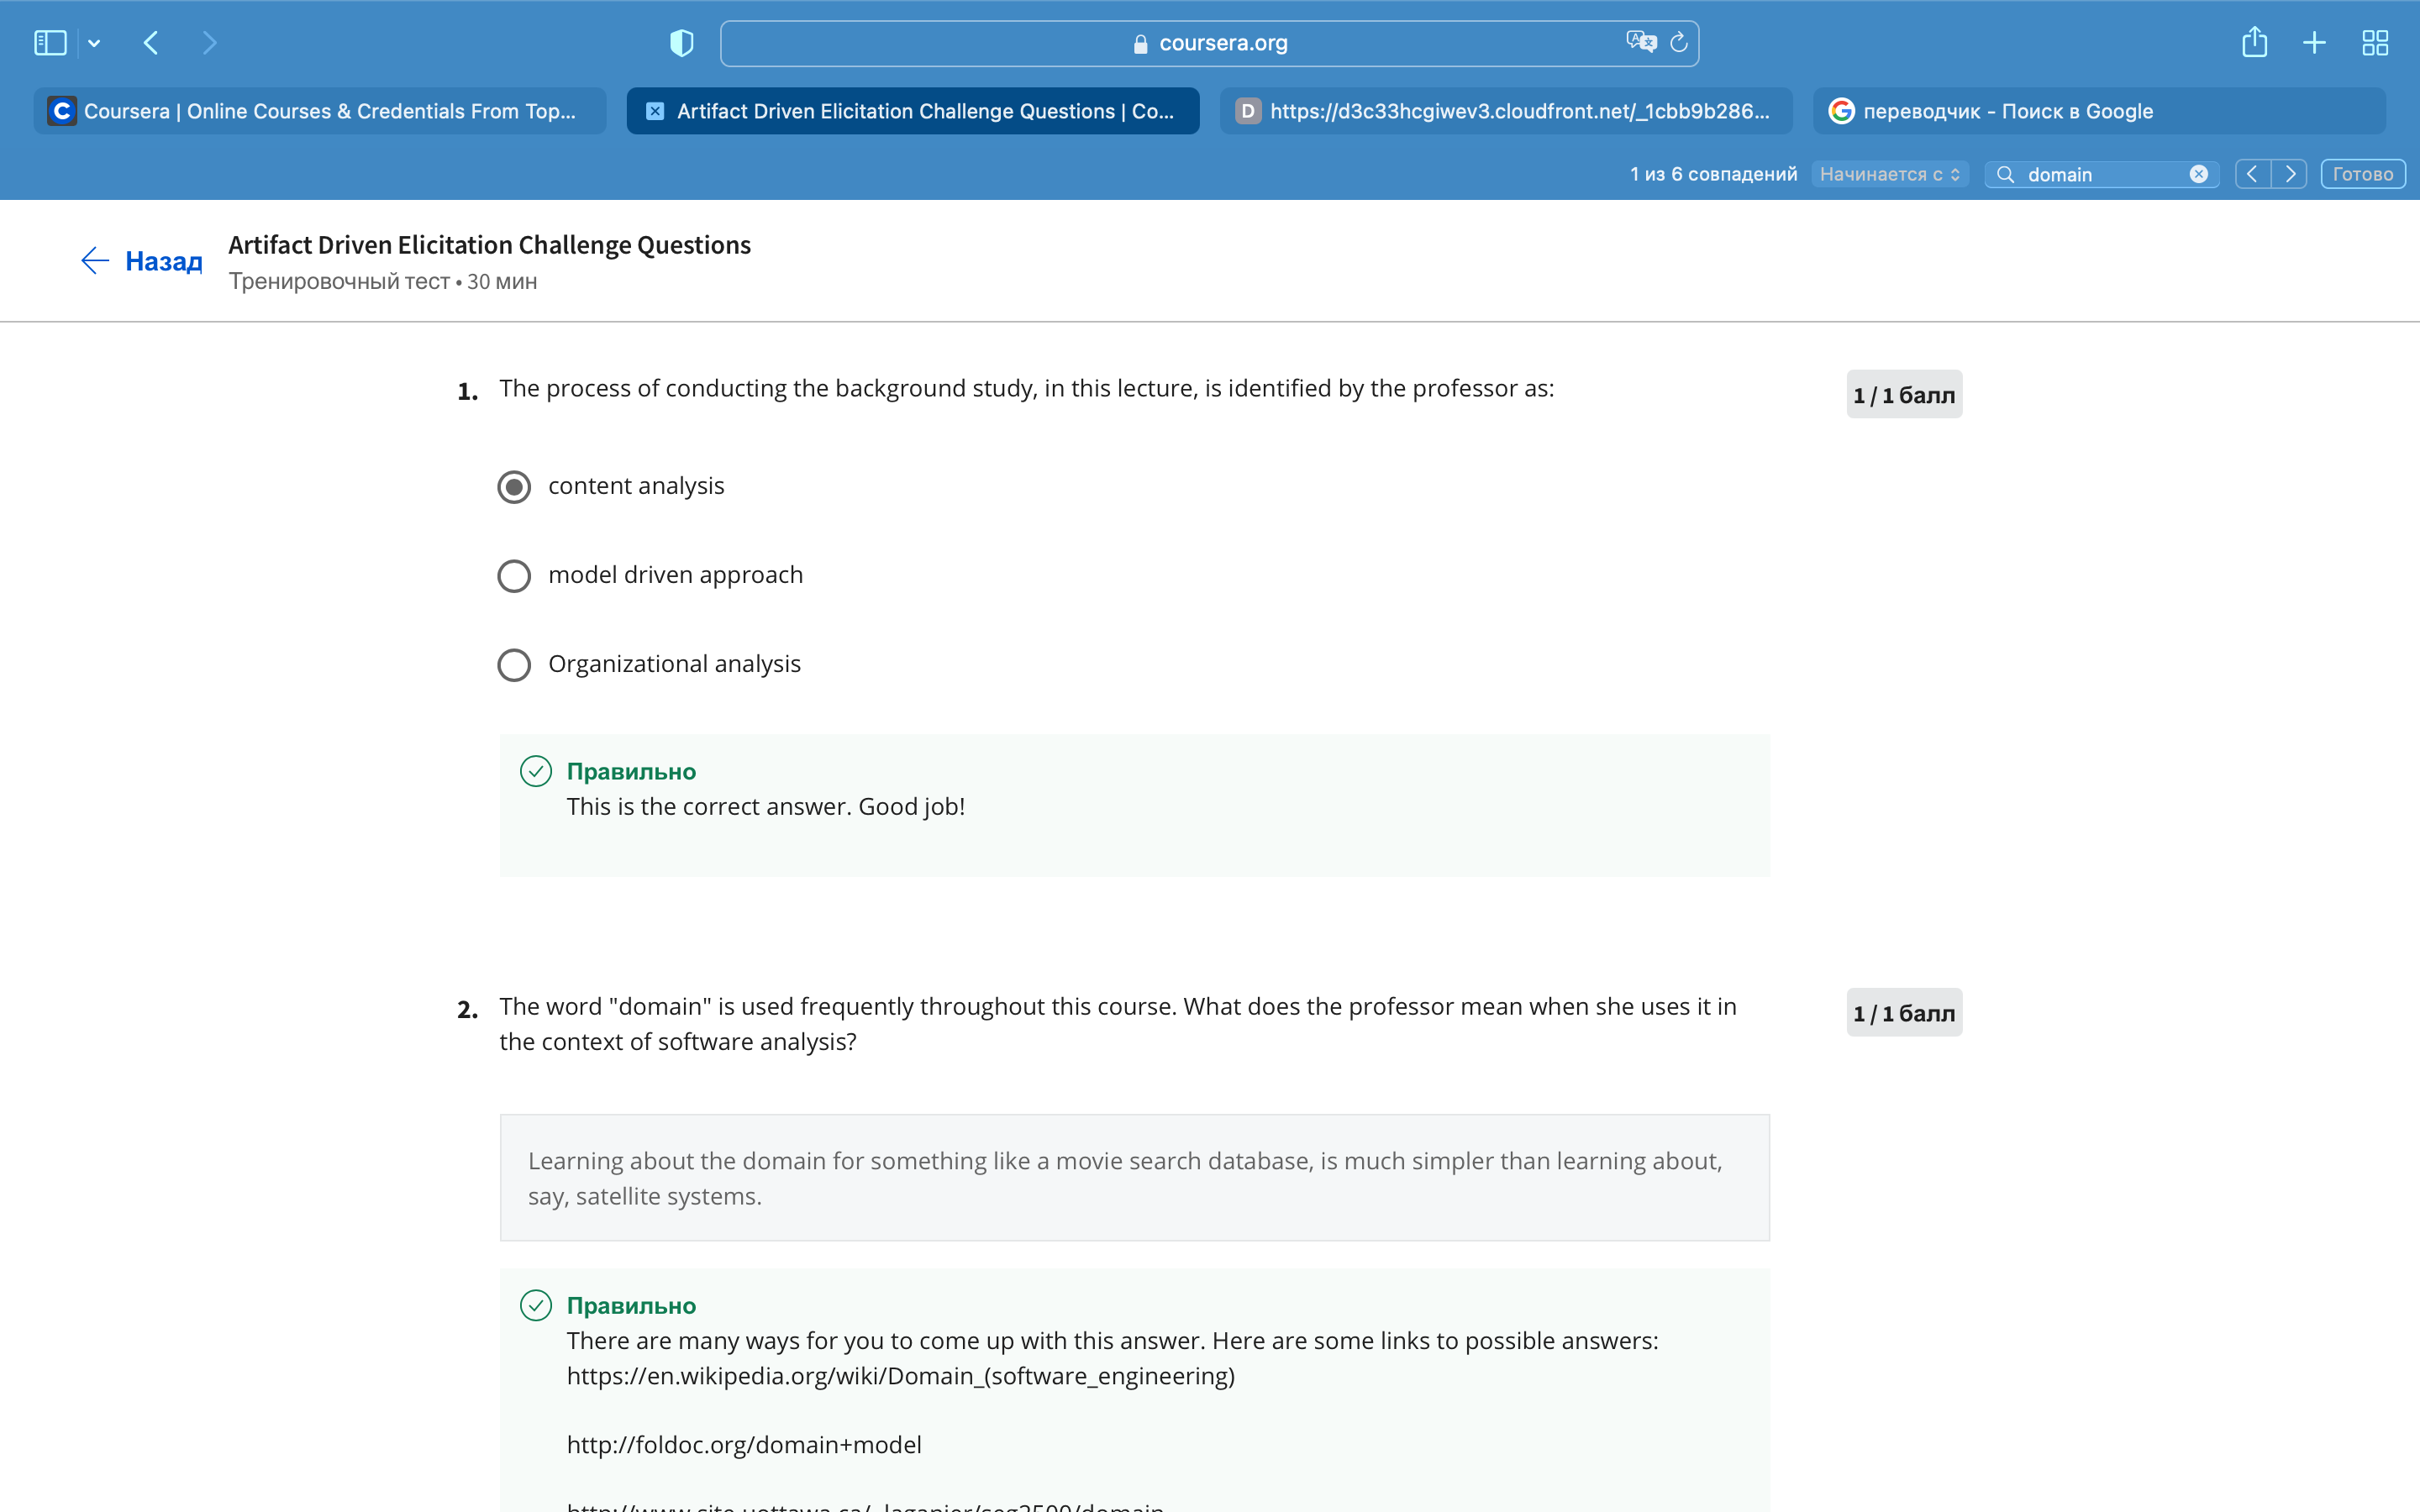 coursera.org
Coursera | Online Courses & Credentials From Top...
Artifact Driven Elicitation Challenge Questions | Co...
D https://d3c33hcgiwev3.cloudfront.net/_1cbb9b286...
переводчик - Поиск в Google
1 из 6 совпадений Начинается с domain Готово
Назад
Artifact Driven Elicitation Challenge Questions
Тренировочный тест • 30 мин
1. The process of conducting the background study, in this lecture, is identified by the professor as:
1 / 1 балл
content analysis
model driven approach
Organizational analysis
Правильно
This is the correct answer. Good job!
2. The word "domain" is used frequently throughout this course. What does the professor mean when she uses it in
the context of software analysis?
1 / 1 балл
Learning about the domain for something like a movie search database, is much simpler than learning about,
say, satellite systems.
Правильно
There are many ways for you to come up with this answer. Here are some links to possible answers:
https://en.wikipedia.org/wiki/Domain_(software_engineering)
http://foldoc.org/domain+model